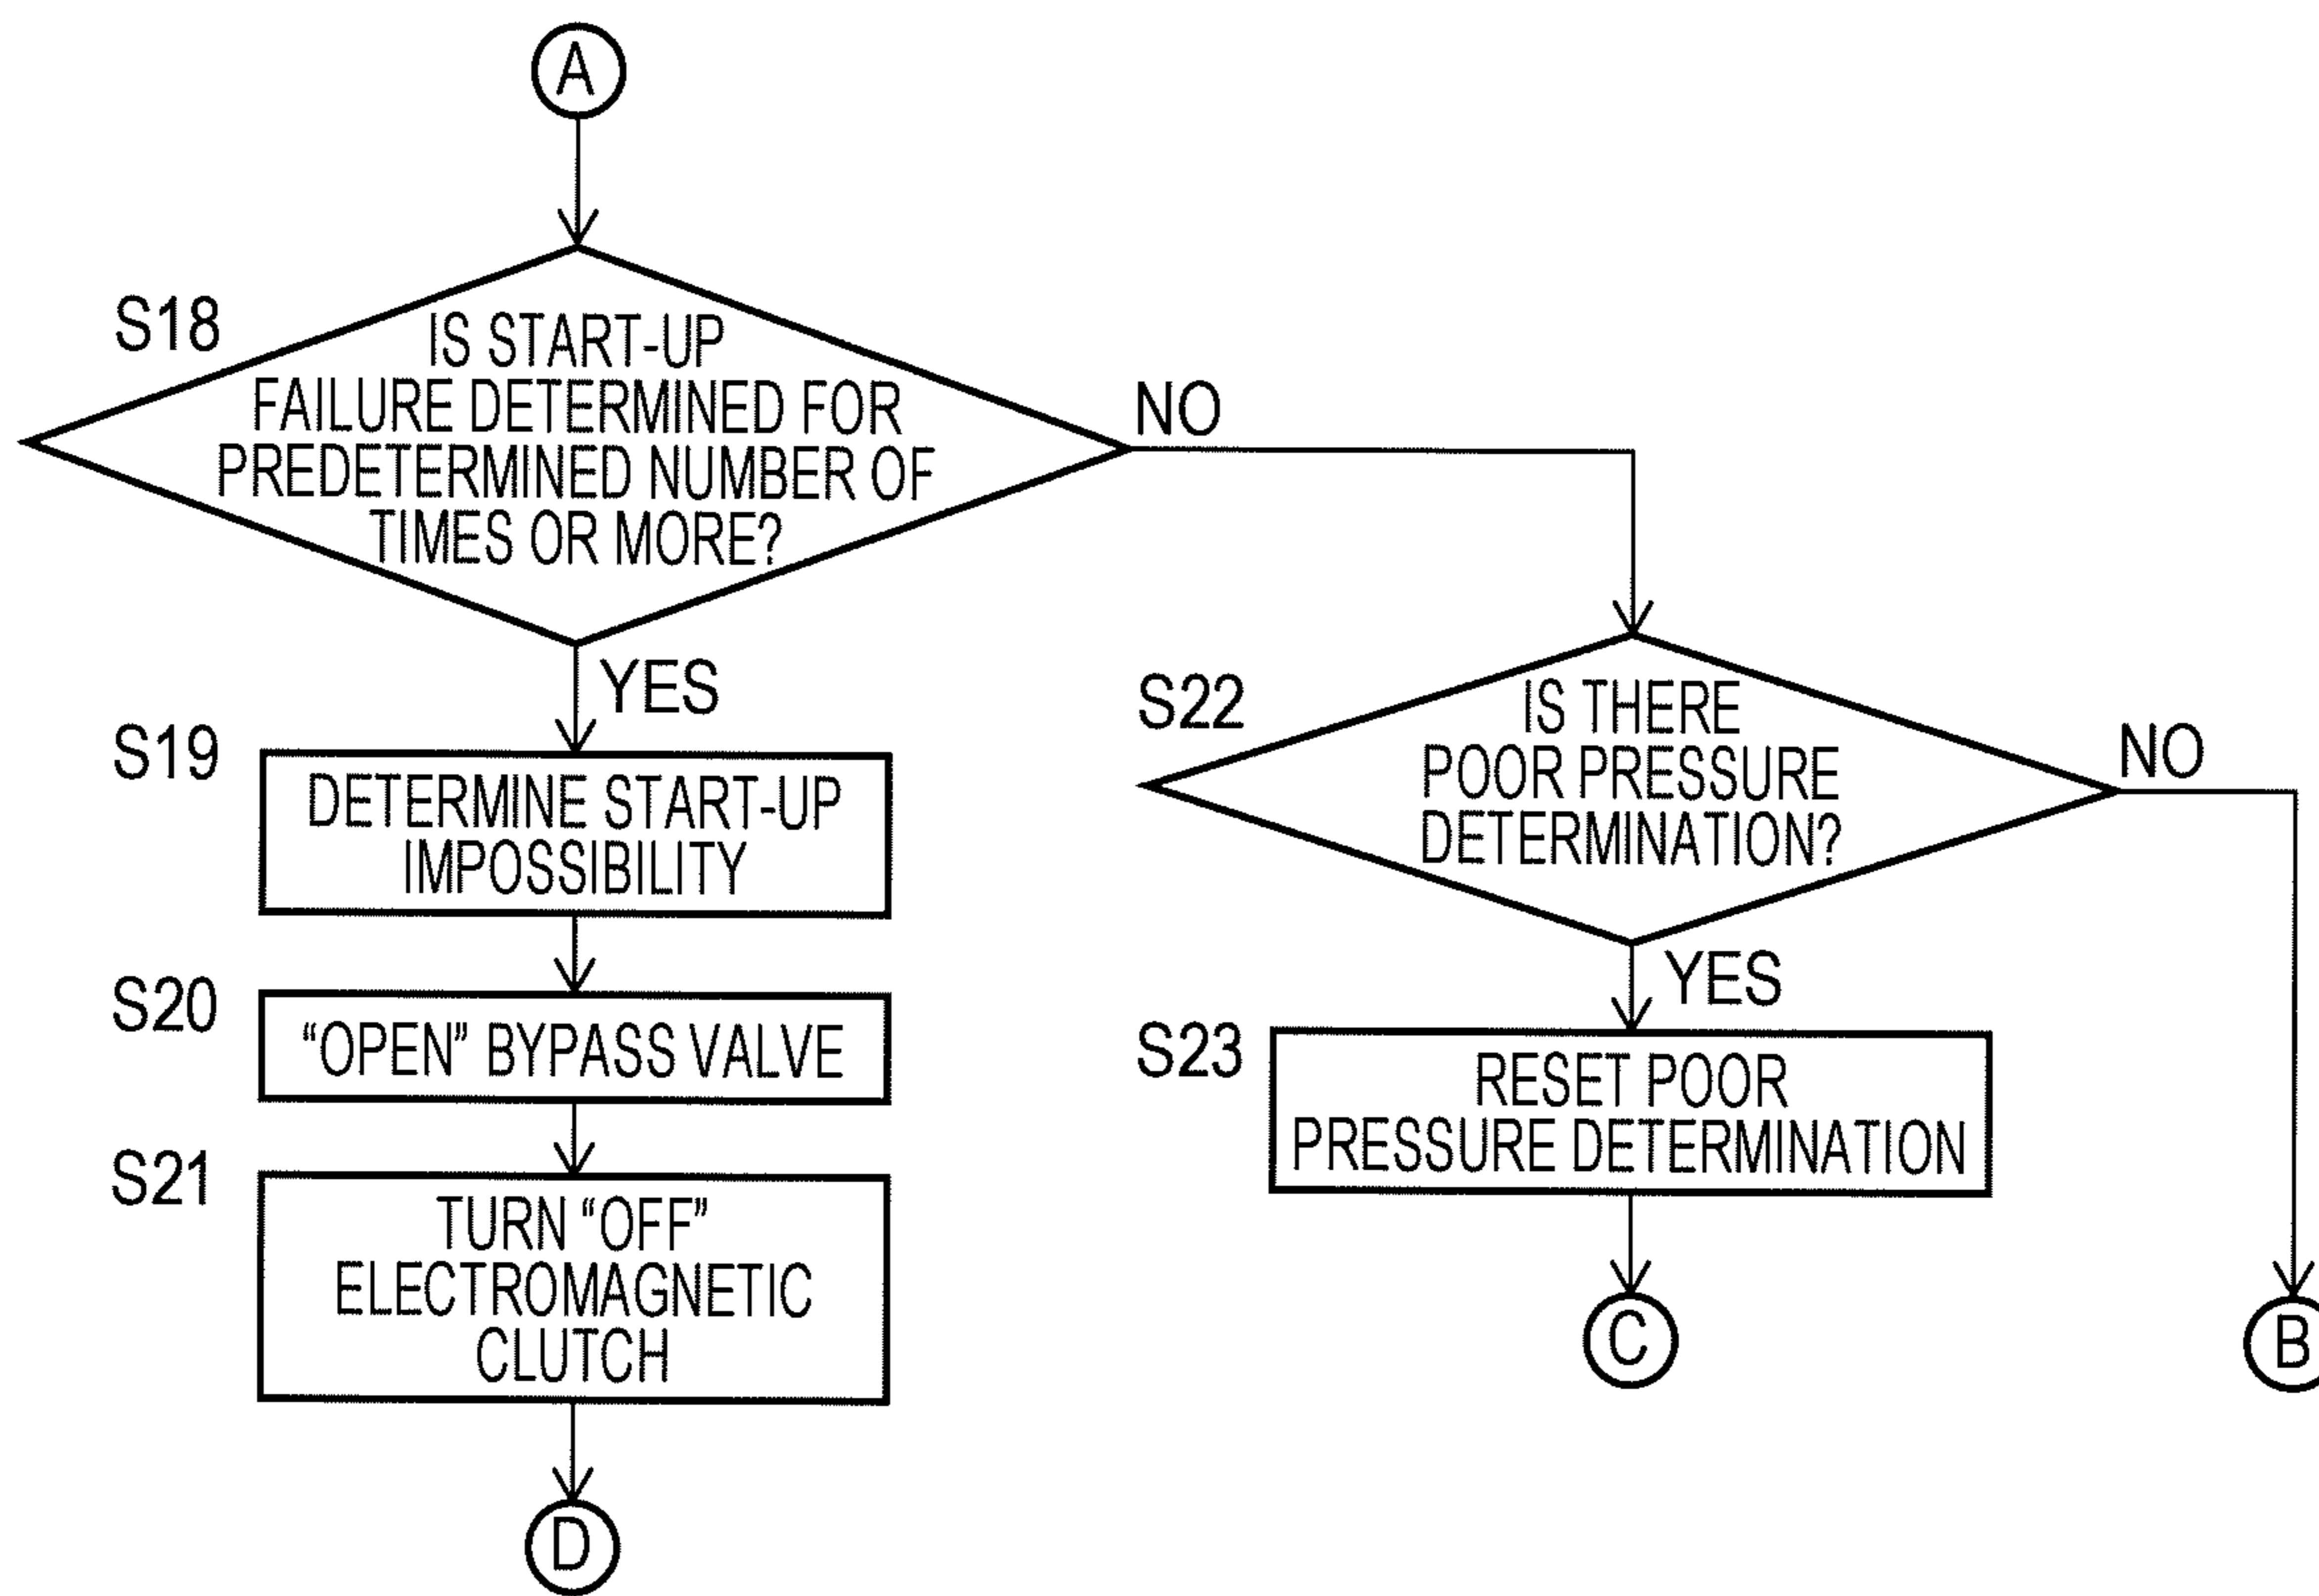 A
S18
IS START-UP
FAILURE DETERMINED FOR
PREDETERMINED NUMBER OF
TIMES OR MORE?
NO
YES
S19
DETERMINE START-UP
IMPOSSIBILITY
S20
“OPEN” BYPASS VALVE
S21
TURN “OFF”
ELECTROMAGNETIC
CLUTCH
D
S22
IS THERE
POOR PRESSURE
DETERMINATION?
NO
YES
S23
RESET POOR
PRESSURE DETERMINATION
C
B